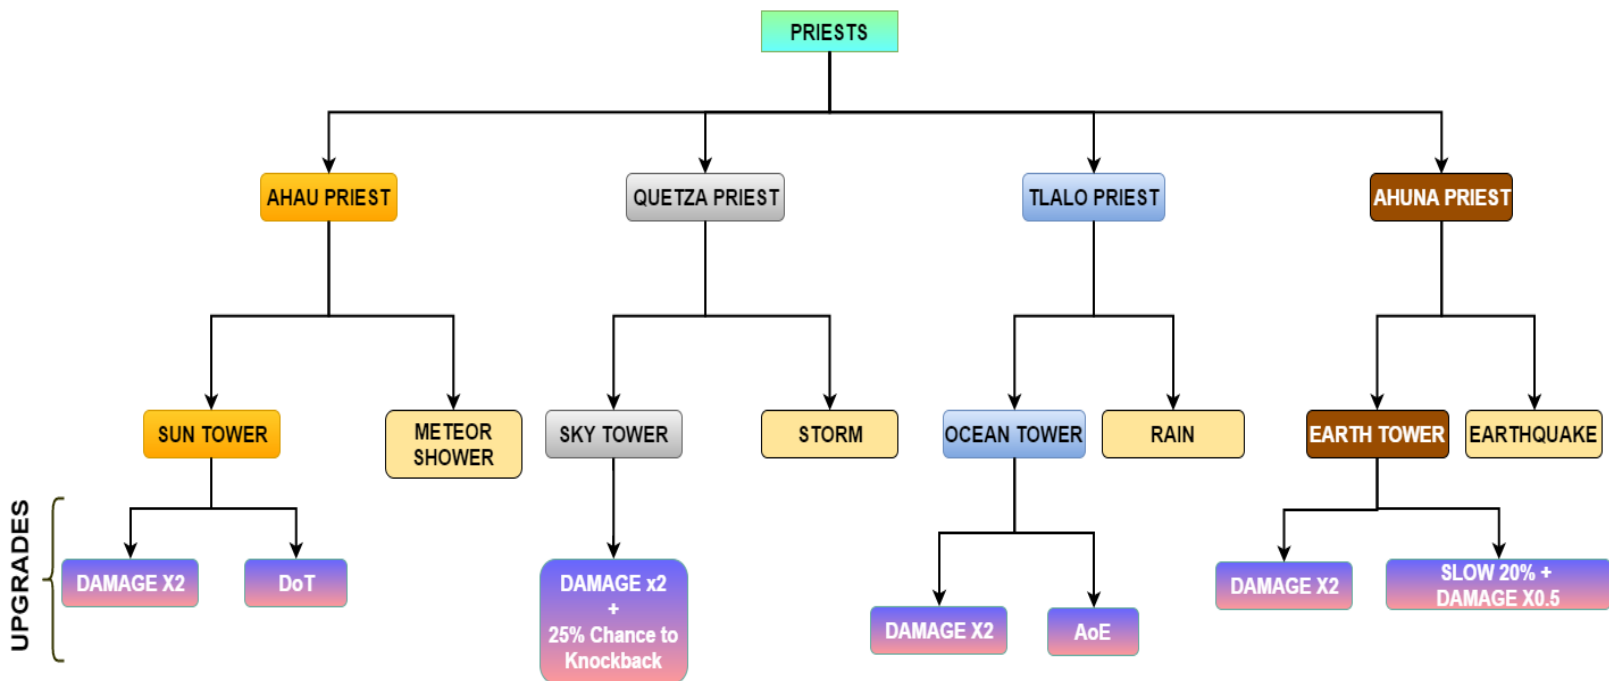 PRIESTS
AHAU PRIEST
QUETZA PRIEST
TLALO PRIEST
AHUNA PRIEST
SUN TOWER
METEOR
SHOWER
SKY TOWER
STORM
OCEAN TOWER
RAIN
EARTH TOWER
EARTHQUAKE
UPGRADES
DAMAGE X2
DoT
DAMAGE x2
+
25% Chance to
Knockback
DAMAGE X2
AoE
DAMAGE X2
SLOW 20% +
DAMAGE X0.5